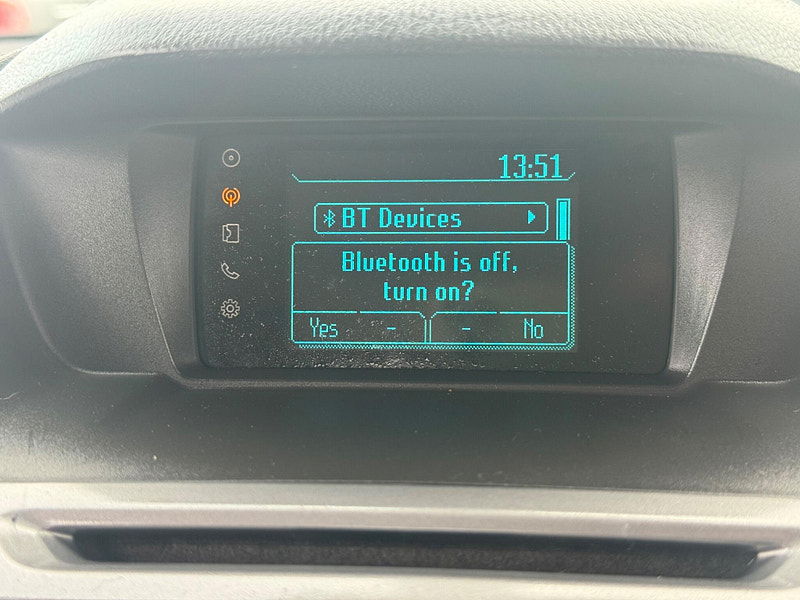 13:51
BT Devices
Bluetooth is off,
turn on?
Yes - - No